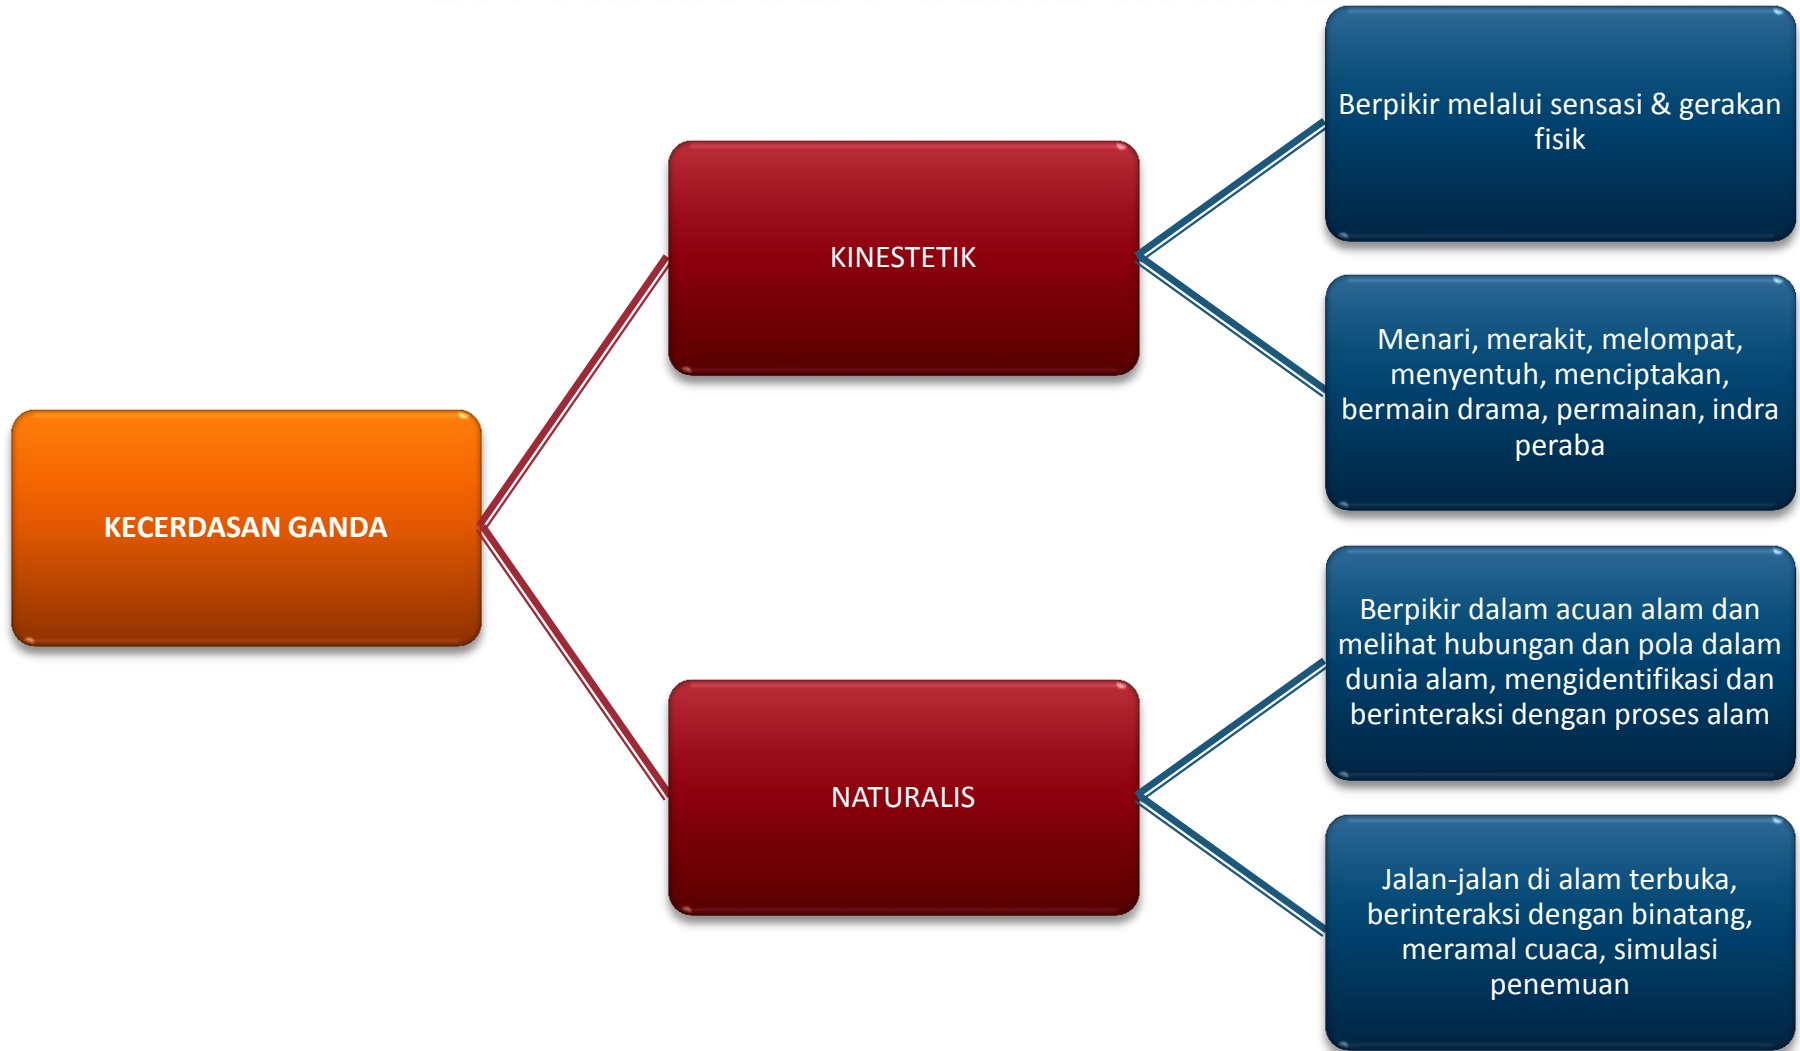 KECERDASAN GANDA
KINESTETIK
Berpikir melalui sensasi & gerakan
fisik
Menari, merakit, melompat,
menyentuh, menciptakan,
bermain drama, permainan, indra
peraba
NATURALIS
Berpikir dalam acuan alam dan
melihat hubungan dan pola dalam
dunia alam, mengidentifikasi dan
berinteraksi dengan proses alam
Jalan-jalan di alam terbuka,
berinteraksi dengan binatang,
meramal cuaca, simulasi
penemuan